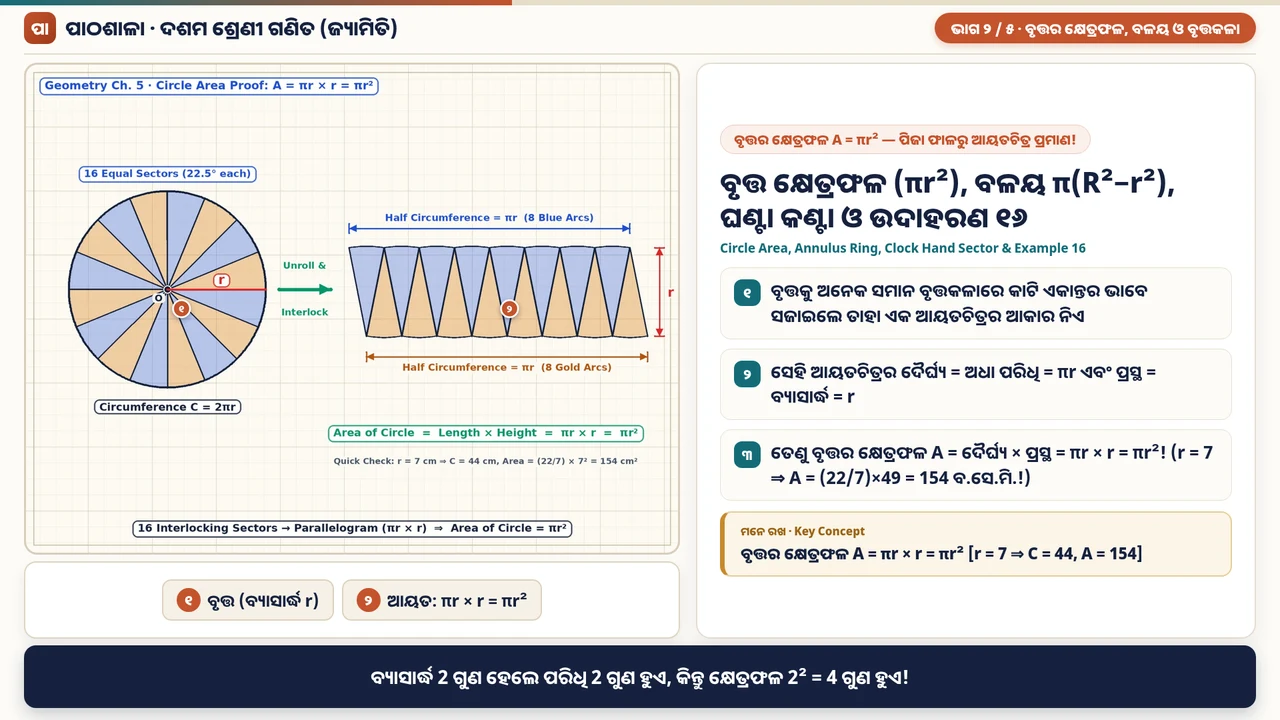 ପା ପାଠଶାଳା · ଦଶମ ଶ୍ରେଣୀ ଗଣିତ (ଜ୍ୟାମିତି)
ଭାଗ ୨ / ୫ · ବୃତ୍ତର କ୍ଷେତ୍ରଫଳ, ବଳୟ ଓ ବୃତ୍ତକଳା
Geometry Ch. 5 · Circle Area Proof: A = πr × r = πr²
16 Equal Sectors (22.5° each)
Half Circumference = πr (8 Blue Arcs)
Unroll &
Interlock
r
O
୧
୨
r
Half Circumference = πr (8 Gold Arcs)
Circumference C = 2πr
Area of Circle = Length × Height = πr × r = πr²
Quick Check: r = 7 cm ⇒ C = 44 cm, Area = (22/7) × 7² = 154 cm²
16 Interlocking Sectors → Parallelogram (πr × r) ⇒ Area of Circle = πr²
୧ ବୃତ୍ତ (ବ୍ୟାସାର୍ଦ୍ଧ r)
୨ ଆୟତ: πr × r = πr²
ବୃତ୍ତର କ୍ଷେତ୍ରଫଳ A = πr² — ପିଜା ଫାଳରୁ ଆୟତଚିତ୍ର ପ୍ରମାଣ!
ବୃତ୍ତ କ୍ଷେତ୍ରଫଳ (πr²), ବଳୟ π(R²−r²),
ଘଣ୍ଟା କଣ୍ଟା ଓ ଉଦାହରଣ ୧୬
Circle Area, Annulus Ring, Clock Hand Sector & Example 16
୧ ବୃତ୍ତକୁ ଅନେକ ସମାନ ବୃତ୍ତକଳାରେ କାଟି ଏକାନ୍ତର ଭାବେ
ସଜାଇଲେ ତାହା ଏକ ଆୟତଚିତ୍ରର ଆକାର ନିଏ
୨ ସେହି ଆୟତଚିତ୍ରର ଦୈର୍ଘ୍ୟ = ଅଧା ପରିଧି = πr ଏବଂ ପ୍ରସ୍ଥ =
ବ୍ୟାସାର୍ଦ୍ଧ = r
୩ ତେଣୁ ବୃତ୍ତର କ୍ଷେତ୍ରଫଳ A = ଦୈର୍ଘ୍ୟ × ପ୍ରସ୍ଥ = πr × r = πr²! (r = 7
⇒ A = (22/7)×49 = 154 ବ.ସେ.ମି.!)
ମନେ ରଖ · Key Concept
ବୃତ୍ତର କ୍ଷେତ୍ରଫଳ A = πr × r = πr² [r = 7 ⇒ C = 44, A = 154]
ବ୍ୟାସାର୍ଦ୍ଧ 2 ଗୁଣ ହେଲେ ପରିଧି 2 ଗୁଣ ହୁଏ, କିନ୍ତୁ କ୍ଷେତ୍ରଫଳ 2² = 4 ଗୁଣ ହୁଏ!